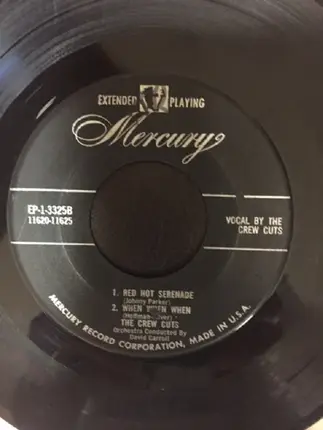 EXTENDED PLAYING
Mercury
EP-1-3325B
11620-11625
VOCAL BY THE
CREW CUTS
1. RED HOT SERENADE
(Johnny Parker)
2. WHEN WHEN WHEN
THE CREW CUTS
Orchestra Conducted By
David Carroll
MERCURY RECORD CORPORATION, MADE IN U.S.A.